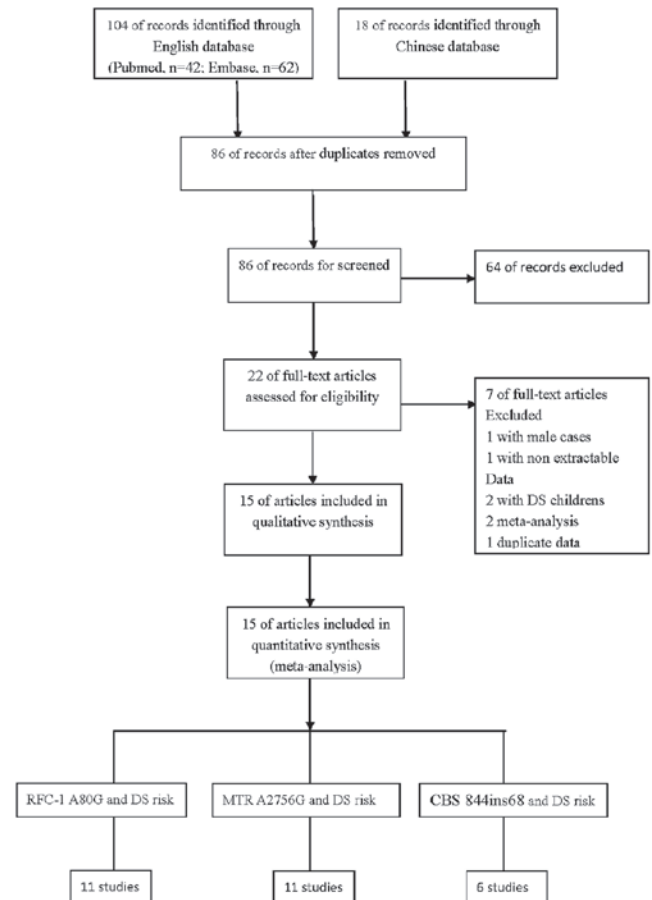 104 of records identified through
English database
(Pubmed, n=42; Embase, n=62)
18 of records identified through
Chinese database
86 of records after duplicates removed
86 of records for screened
64 of records excluded
22 of full-text articles
assessed for eligibility
7 of full-text articles
Excluded
1 with male cases
1 with non extractable
Data
2 with DS childrens
2 meta-analysis
1 duplicate data
15 of articles included in
qualitative synthesis
15 of articles included in
quantitative synthesis
(meta-analysis)
RFC-1 A80G and DS risk
MTR A2756G and DS risk
CBS 844ins68 and DS risk
11 studies
11 studies
6 studies